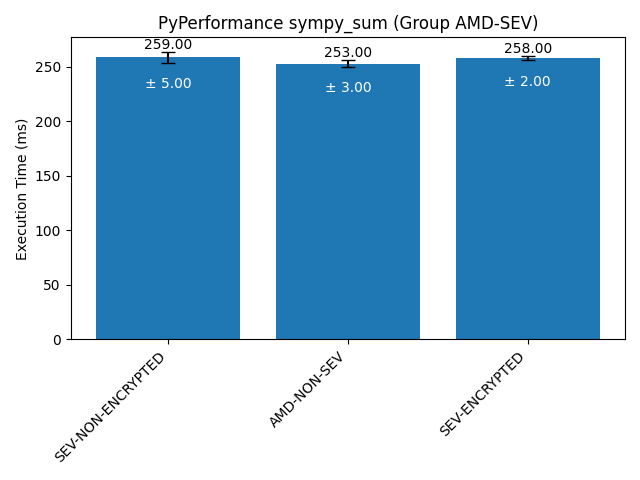 PyPerformance sympy_sum (Group AMD-SEV)
259.00
253.00
258.00
± 5.00
± 3.00
± 2.00
Execution Time (ms)
250
200
150
100
50
0
SEV-NON-ENCRYPTED
AMD-NON-SEV
SEV-ENCRYPTED